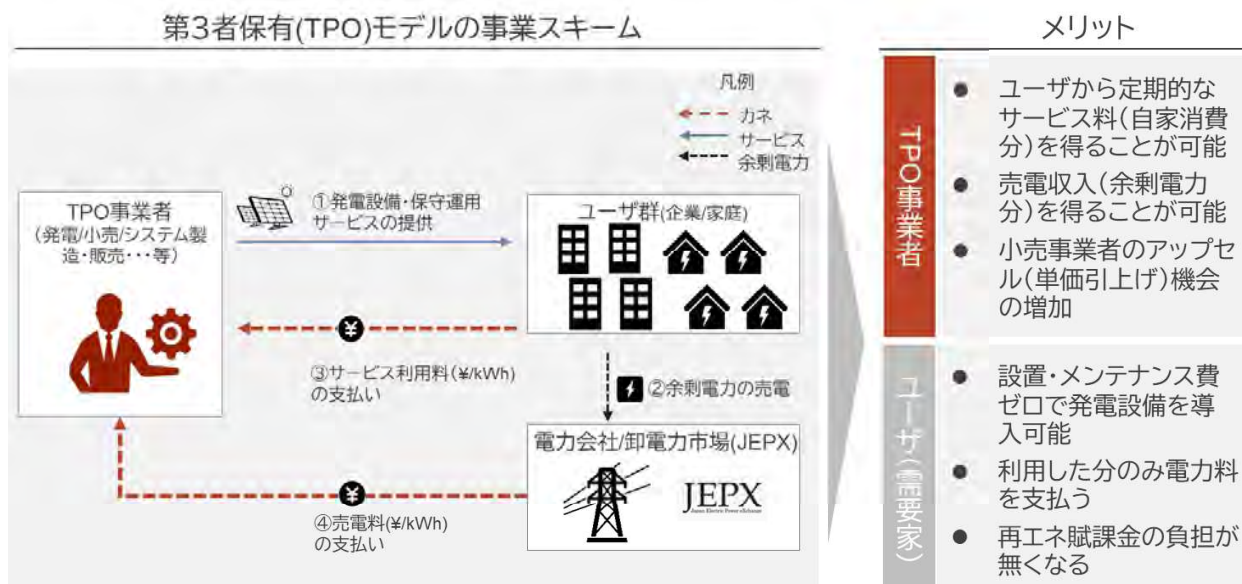 第3者保有(TPO)モデルの事業スキーム
凡例
カネ
サービス
余剰電力
TPO事業者
(発電/小売/システム製
造・販売・・・等)
①発電設備・保守運用
サービスの提供
ユーザ群(企業/家庭)
¥
③サービス利用料(¥/kWh)
の支払い
②余剰電力の売電
電力会社/卸電力市場(JEPX)
JEPX
Japan Electric Power eXchange
¥
④売電料(¥/kWh)
の支払い
メリット
TPO事業者
● ユーザから定期的な
サービス料(自家消費
分)を得ることが可能
● 売電収入(余剰電力
分)を得ることが可能
● 小売事業者のアップセ
ル(単価引上げ)機会
の増加
ユーザ(需要家)
● 設置・メンテナンス費
ゼロで発電設備を導
入可能
● 利用した分のみ電力料
を支払う
● 再エネ賦課金の負担が
無くなる